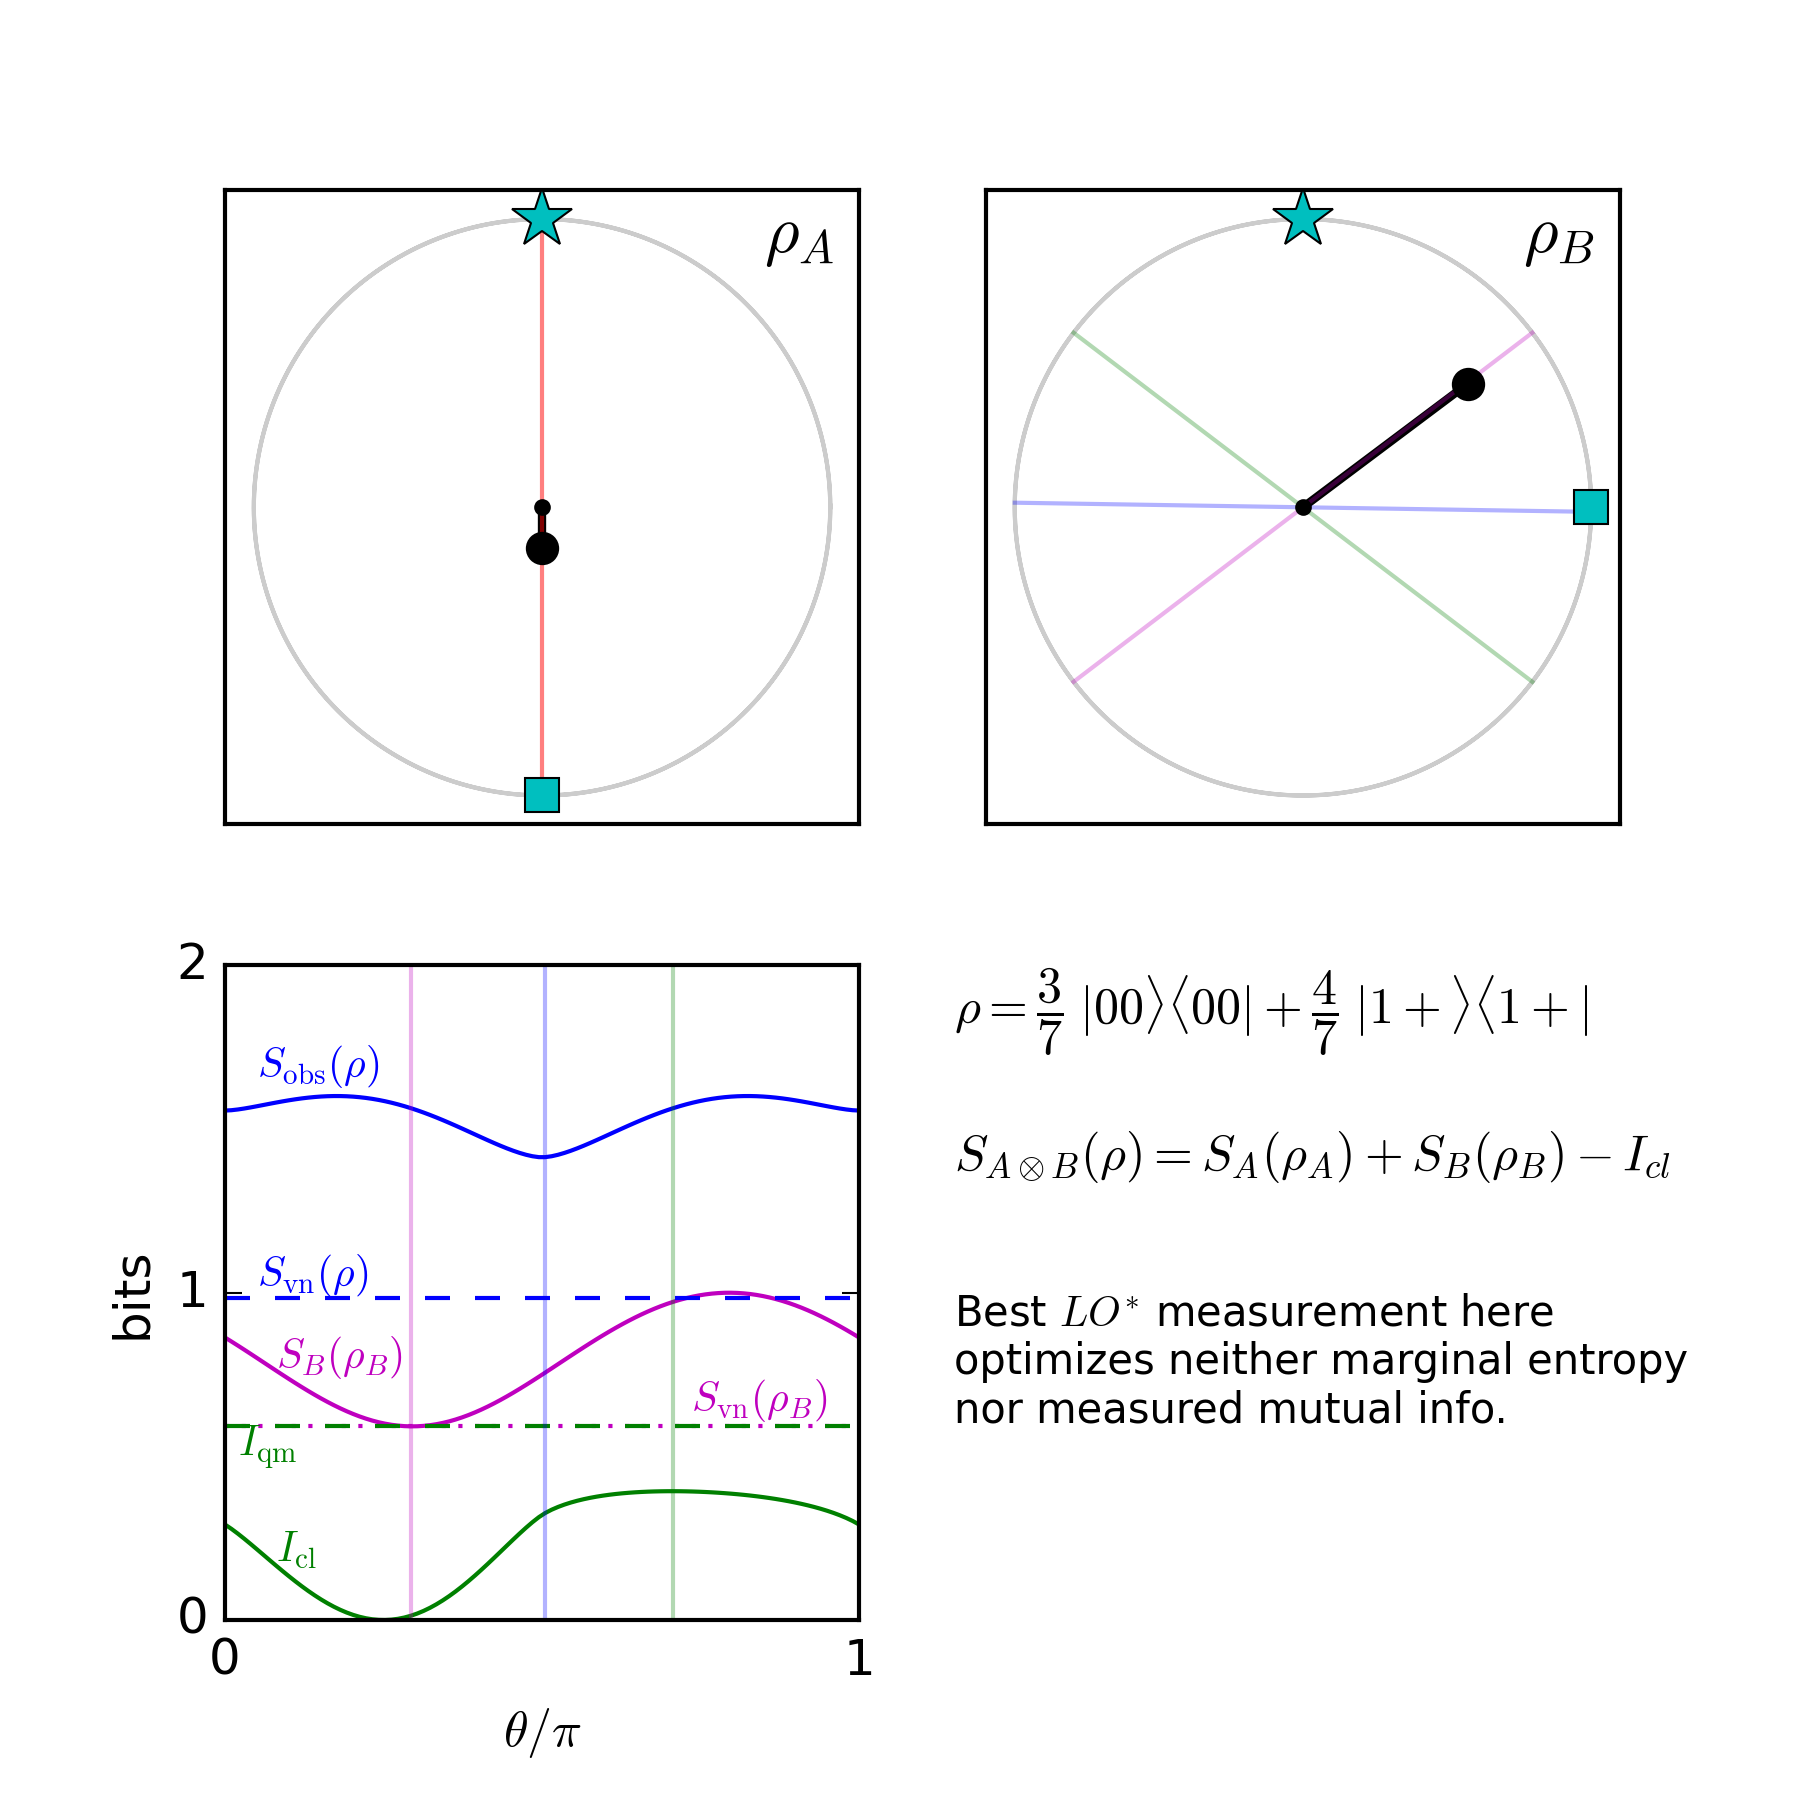 ρ_A
ρ_B
2
1
0
bits
S_obs(ρ)
S_vn(ρ)
S_B(ρ_B)
S_vn(ρ_B)
I_qm
I_cl
0 1
θ/π
ρ = 3/7 |00⟩⟨00| + 4/7 |1+⟩⟨1+|
S_{A⊗B}(ρ) = S_A(ρ_A) + S_B(ρ_B) − I_cl
Best LO* measurement here
optimizes neither marginal entropy
nor measured mutual info.